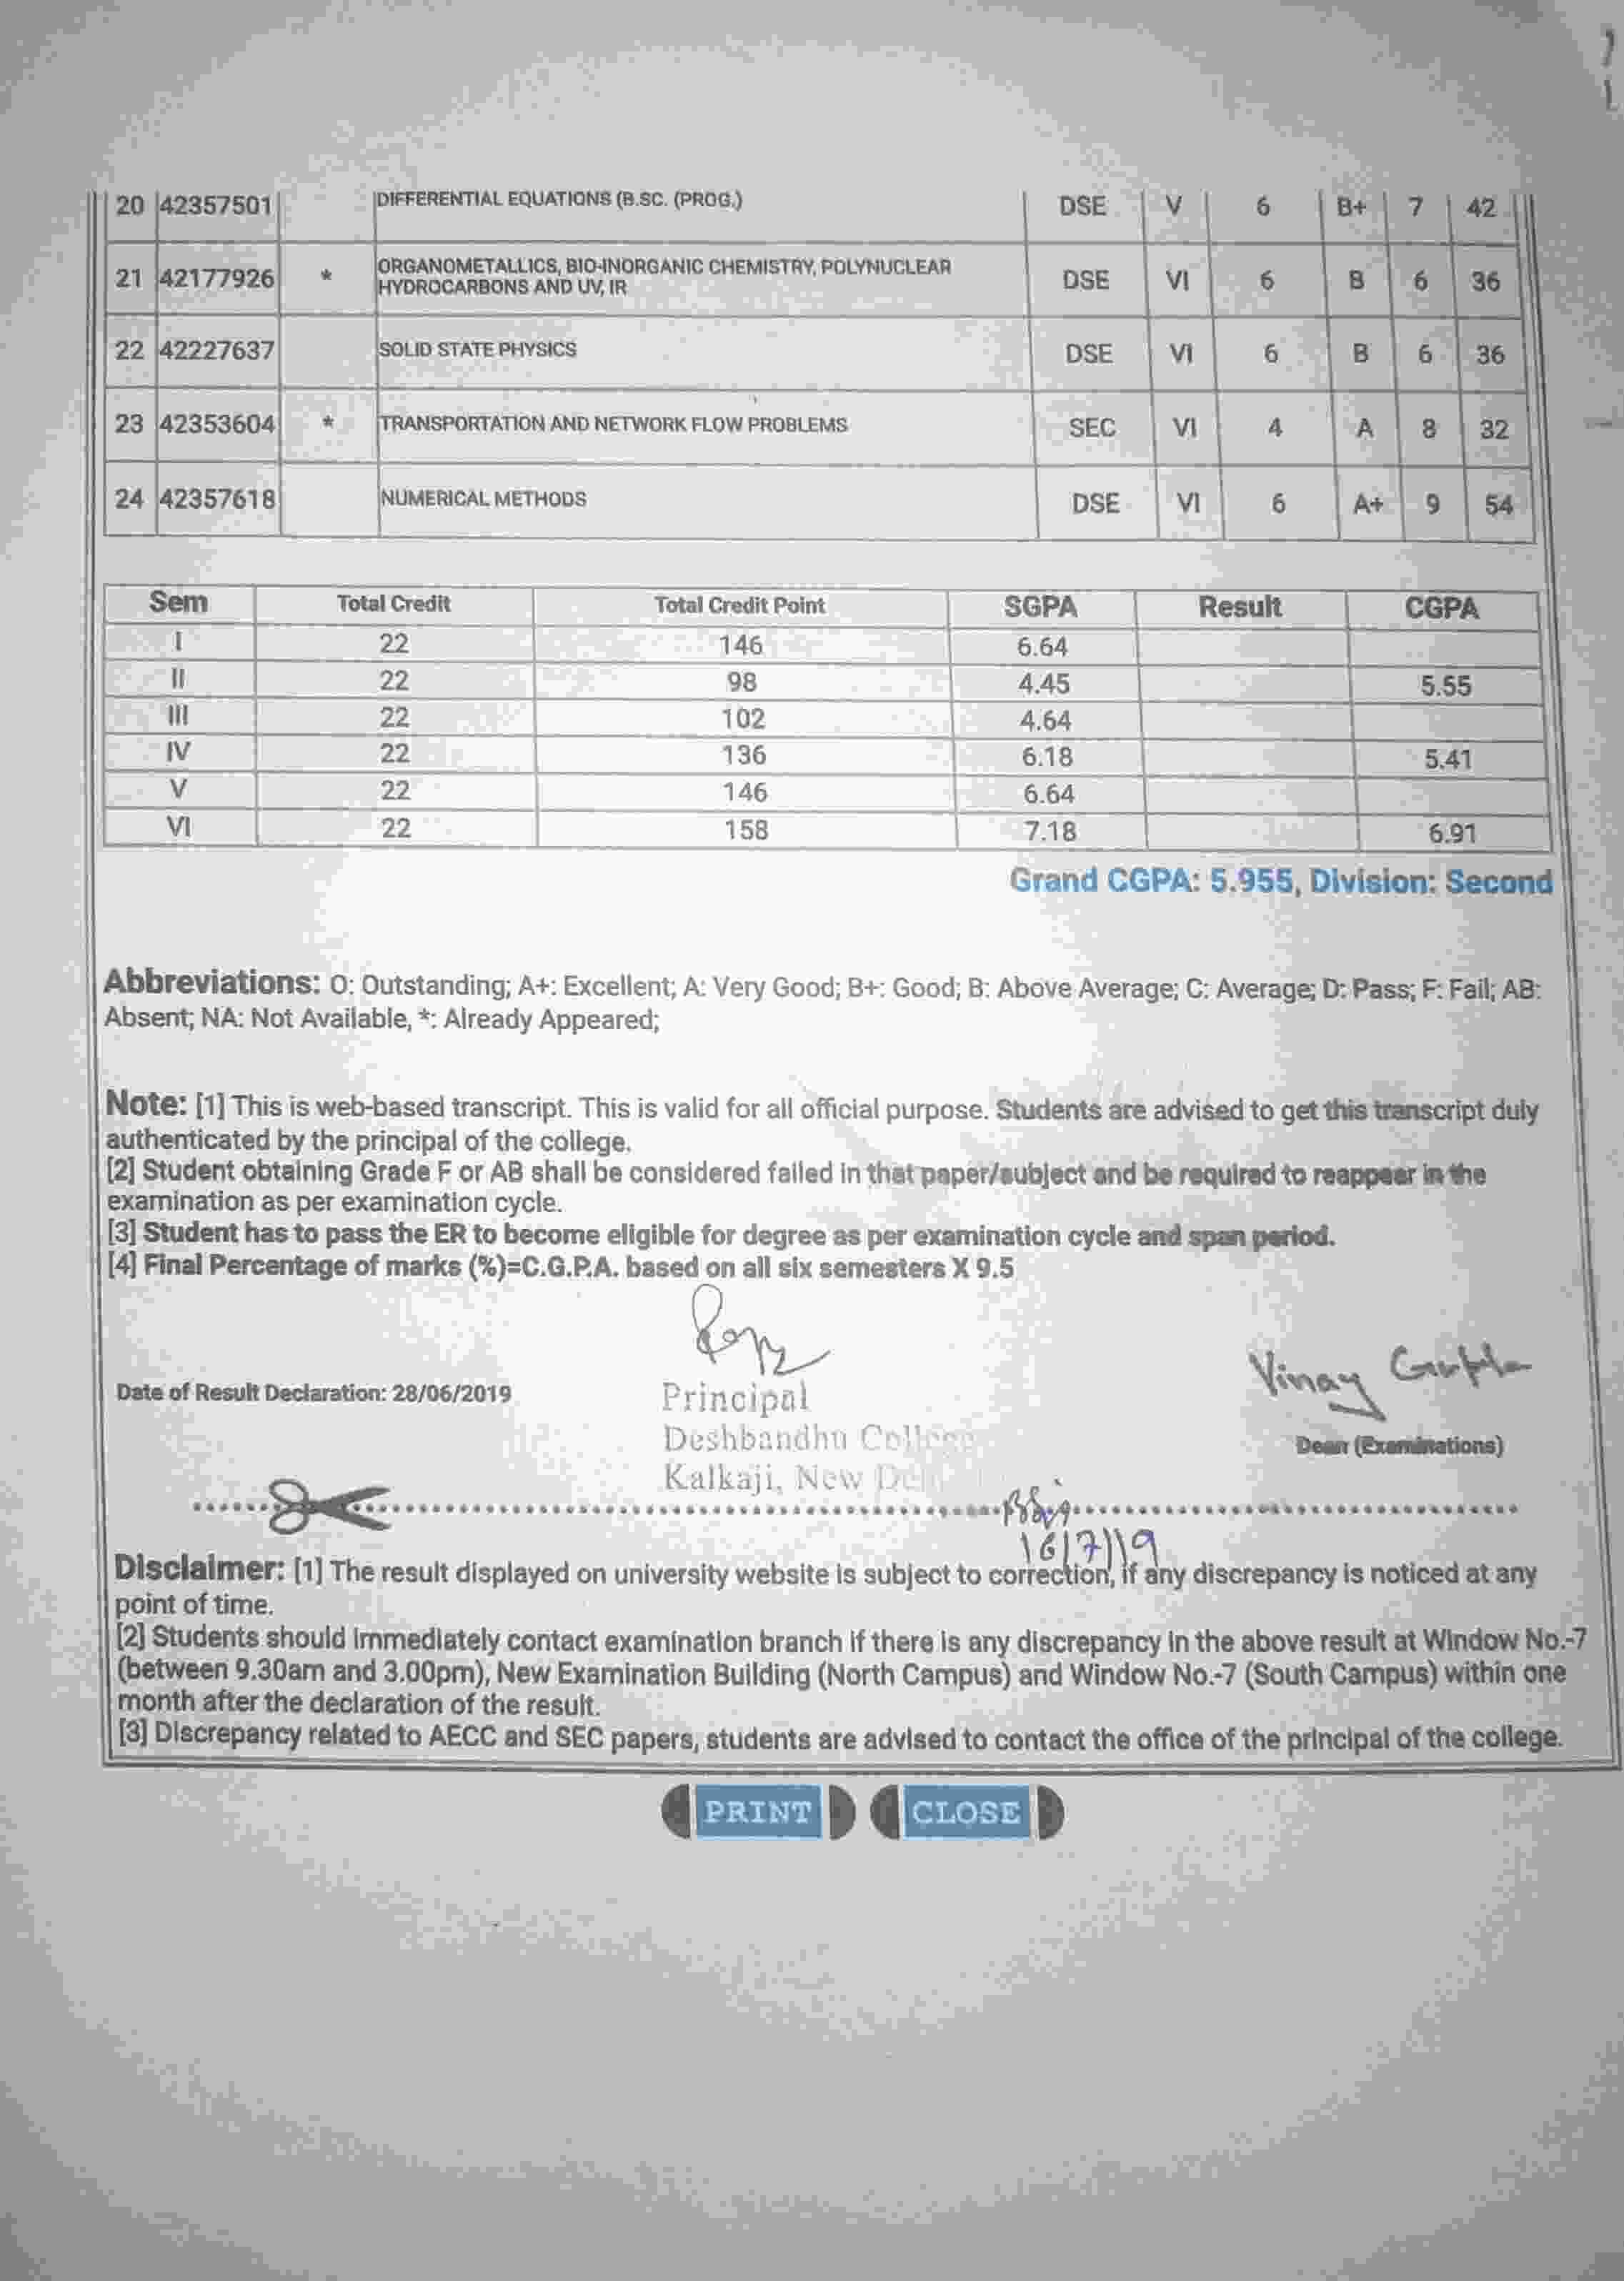 20 42357501 DIFFERENTIAL EQUATIONS (B.SC. (PROG.) DSE V 6 B+ 7 42
21 42177926 * ORGANOMETALLICS, BIO-INORGANIC CHEMISTRY, POLYNUCLEAR
HYDROCARBONS AND UV, IR DSE VI 6 B 6 36
22 42227637 SOLID STATE PHYSICS DSE VI 6 B 6 36
23 42353604 * TRANSPORTATION AND NETWORK FLOW PROBLEMS SEC VI 4 A 8 32
24 42357618 NUMERICAL METHODS DSE VI 6 A+ 9 54
Sem Total Credit Total Credit Point SGPA Result CGPA
I 22 146 6.64
II 22 98 4.45 5.55
III 22 102 4.64
IV 22 136 6.18 5.41
V 22 146 6.64
VI 22 158 7.18 6.91
Grand CGPA: 5.955, Division: Second
Abbreviations: O: Outstanding; A+: Excellent; A: Very Good; B+: Good; B: Above Average; C: Average; D: Pass; F: Fail; AB:
Absent; NA: Not Available, *: Already Appeared;
Note: [1] This is web-based transcript. This is valid for all official purpose. Students are advised to get this transcript duly
authenticated by the principal of the college.
[2] Student obtaining Grade F or AB shall be considered failed in that paper/subject and be required to reappear in the
examination as per examination cycle.
[3] Student has to pass the ER to become eligible for degree as per examination cycle and span period.
[4] Final Percentage of marks (%)=C.G.P.A. based on all six semesters X 9.5
Vinay Gupta
Date of Result Declaration: 28/06/2019
Principal
Deshbandhu College
Dean (Examinations)
Kalkaji, New Delhi
16/7/19
Disclaimer: [1] The result displayed on university website is subject to correction, if any discrepancy is noticed at any
point of time.
[2] Students should immediately contact examination branch if there is any discrepancy in the above result at Window No.-7
(between 9.30am and 3.00pm), New Examination Building (North Campus) and Window No.-7 (South Campus) within one
month after the declaration of the result.
[3] Discrepancy related to AECC and SEC papers, students are advised to contact the office of the principal of the college.
PRINT CLOSE